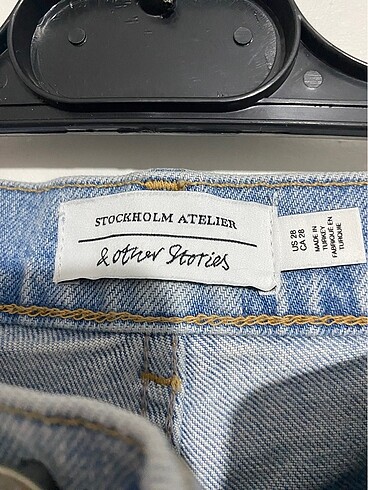 STOCKHOLM ATELIER
& other Stories
US 28
CA 28
MADE IN
TURKEY
FABRIQUÉ EN
TURQUIE